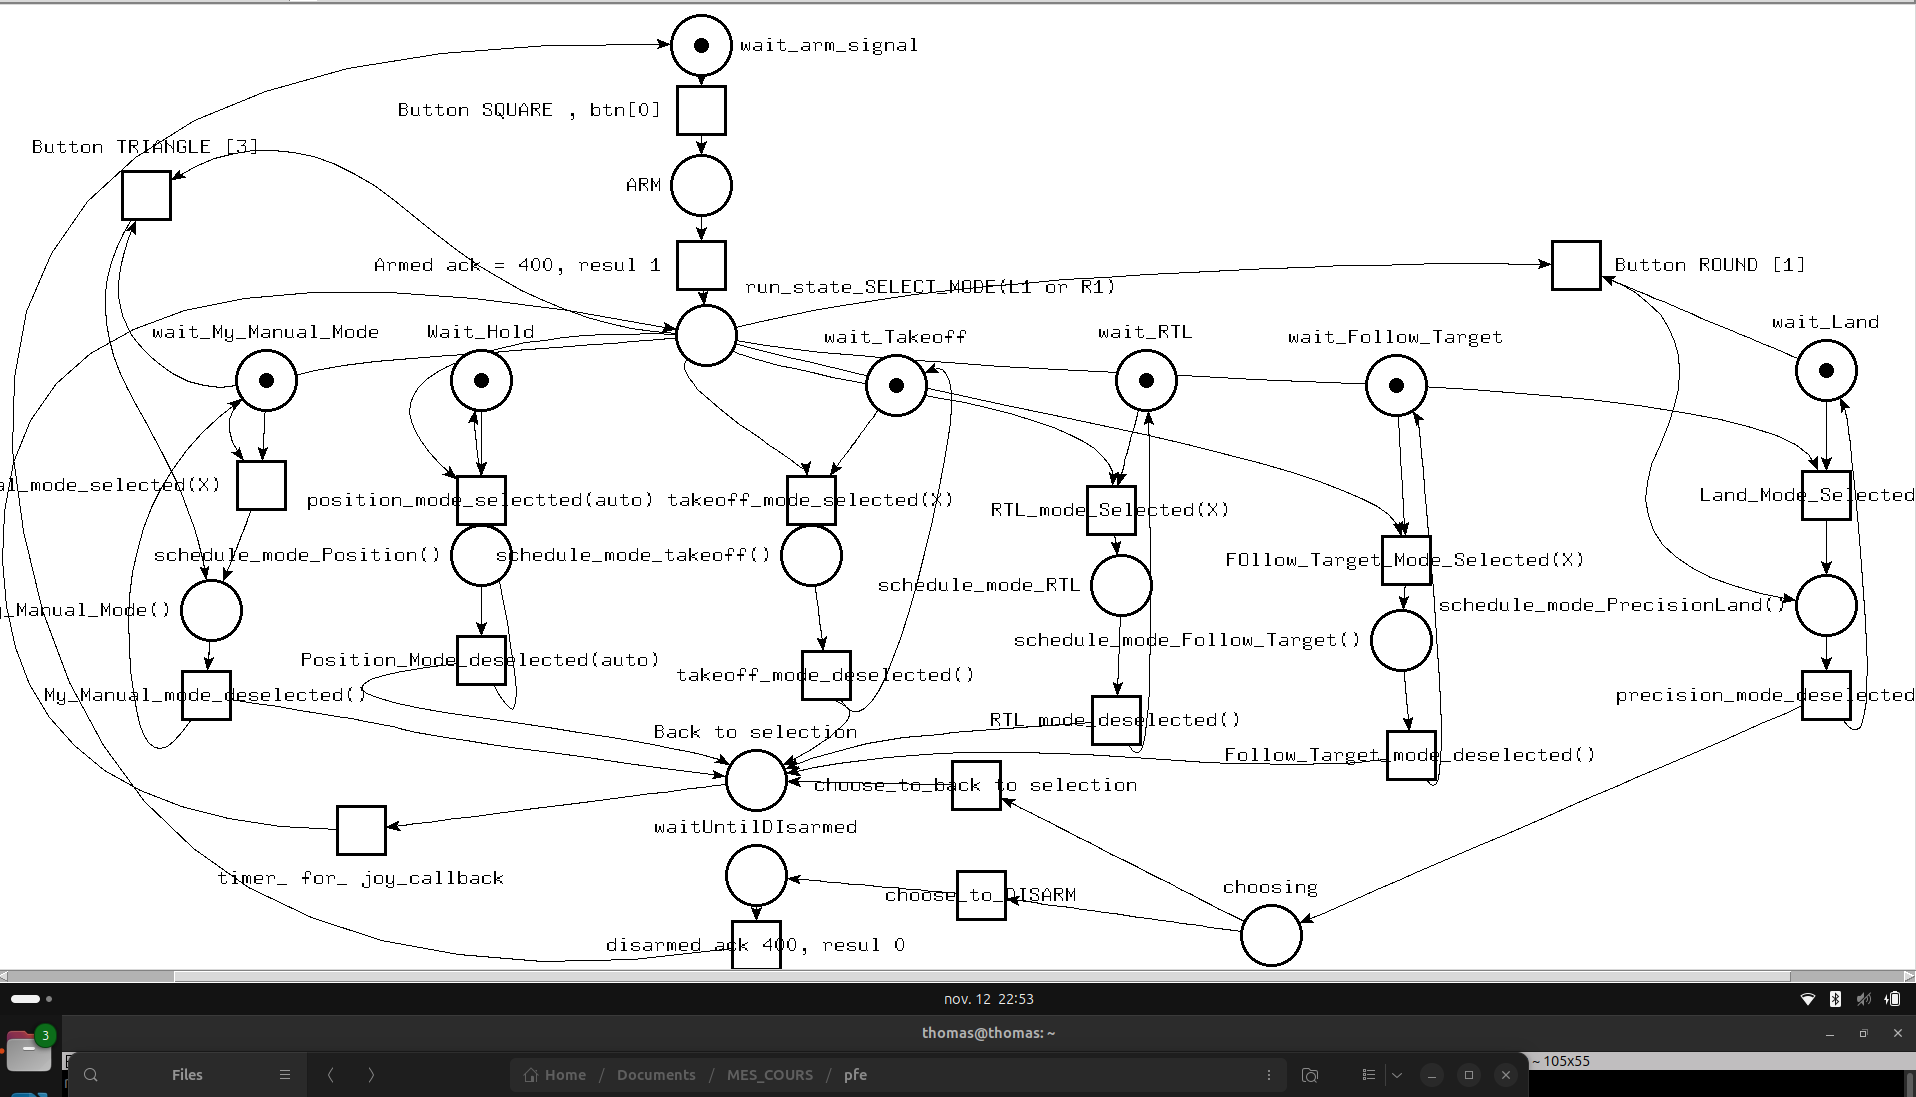 wait_arm_signal
Button SQUARE , btn[0]
Button TRIANGLE [3]
ARM
Armed ack = 400, resul 1
Button ROUND [1]
run_state_SELECT_MODE(L1 or R1)
wait_My_Manual_Mode
Wait_Hold
wait_Takeoff
wait_RTL
wait_Follow_Target
wait_Land
al_mode_selected(X)
position_mode_selectted(auto)
takeoff_mode_selected(X)
RTL_mode_Selected(X)
Land_Mode_Selected
schedule_mode_Position()
schedule_mode_takeoff()
FOllow_Target_Mode_Selected(X)
schedule_mode_RTL
_Manual_Mode()
schedule_mode_PrecisionLand()
schedule_mode_Follow_Target()
Position_Mode_deselected(auto)
takeoff_mode_deselected()
My_Manual_mode_deselected()
precision_mode_deselected
RTL_mode_deselected()
Back to selection
Follow_Target_mode_deselected()
choose_to_back to selection
waitUntilDIsarmed
timer_ for_ joy_callback
choosing
choose_to_DISARM
disarmed_ack 400, resul 0
nov. 12 22:53
3
thomas@thomas: ~
~ 105x55
Files
Home / Documents / MES_COURS / pfe